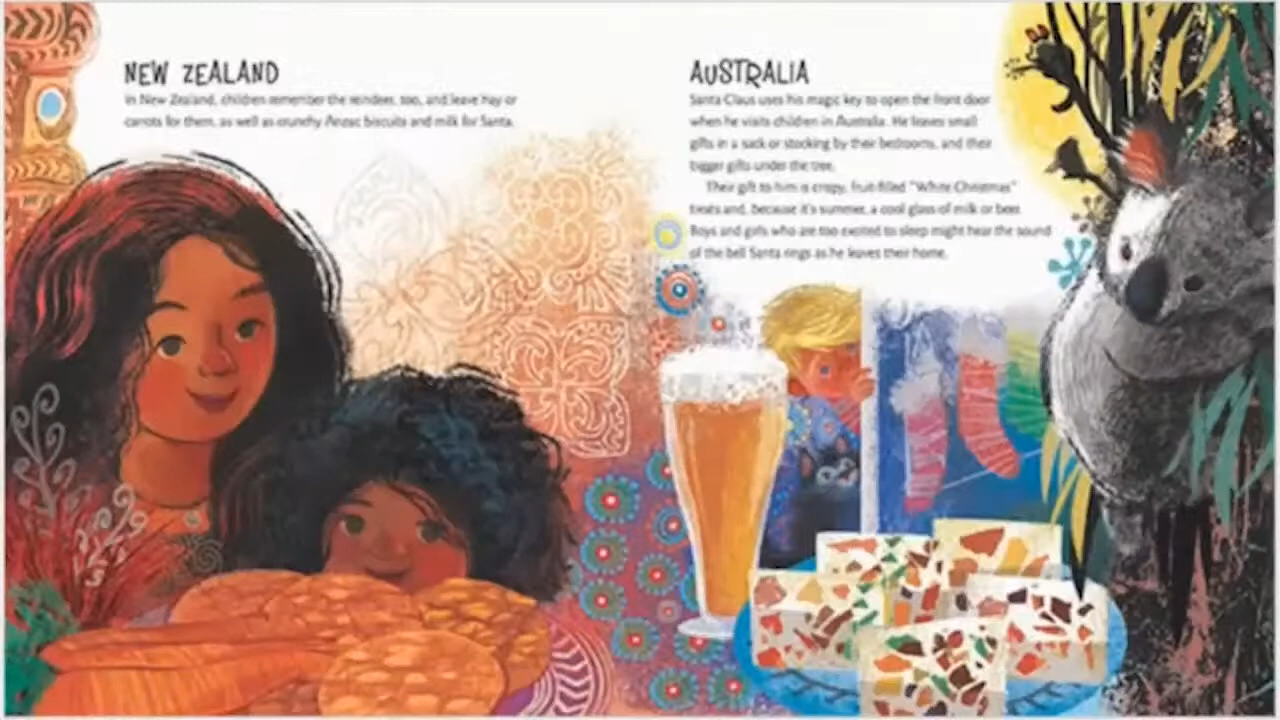 NEW ZEALAND
In New Zealand, children remember the reindeer, too, and leave hay or
carrots for them, as well as crunchy Anzac biscuits and milk for Santa.
AUSTRALIA
Santa Claus uses his magic key to open the front door
when he visits children in Australia. He leaves small
gifts in a sack or stocking by their bedrooms, and their
bigger gifts under the tree.
Their gift to him is crispy, fruit-filled "White Christmas"
treats and, because it's summer, a cool glass of milk or beer.
Boys and girls who are too excited to sleep might hear the sound
of the bell Santa rings as he leaves their home.